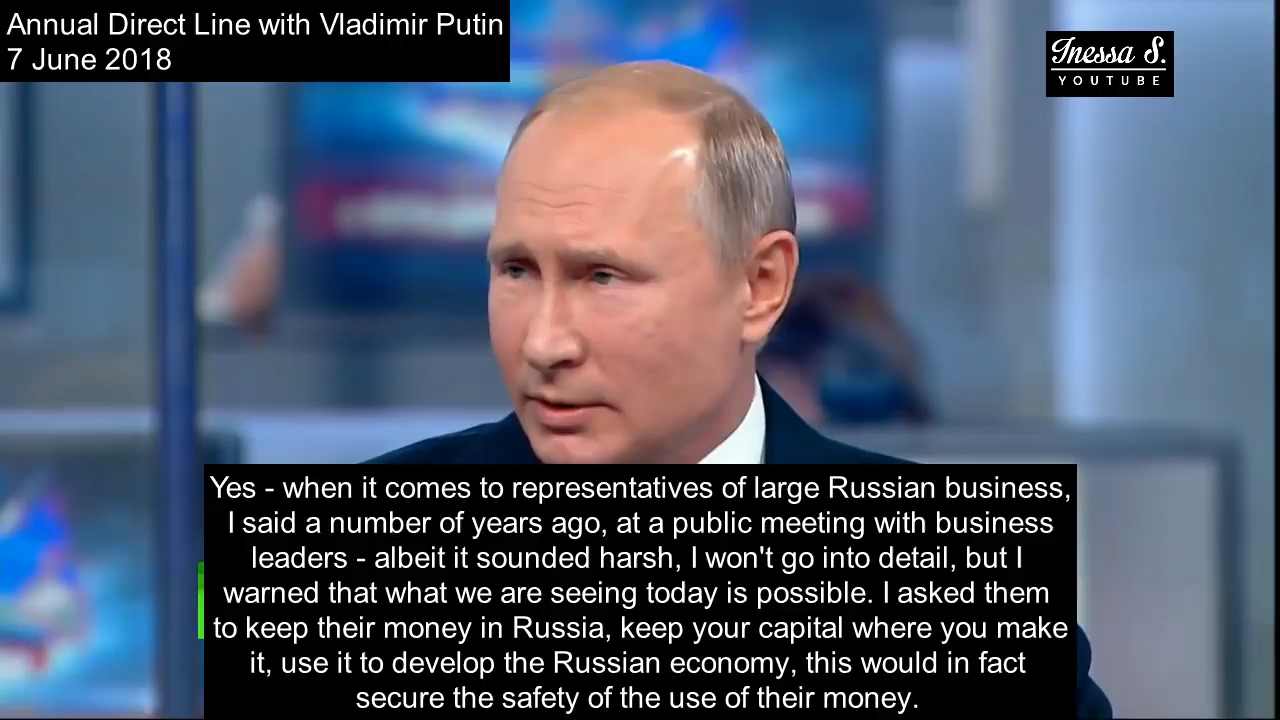 Annual Direct Line with Vladimir Putin
7 June 2018
Inessa S.
YOUTUBE
Yes - when it comes to representatives of large Russian business,
I said a number of years ago, at a public meeting with business
leaders - albeit it sounded harsh, I won't go into detail, but I
warned that what we are seeing today is possible. I asked them
to keep their money in Russia, keep your capital where you make
it, use it to develop the Russian economy, this would in fact
secure the safety of the use of their money.